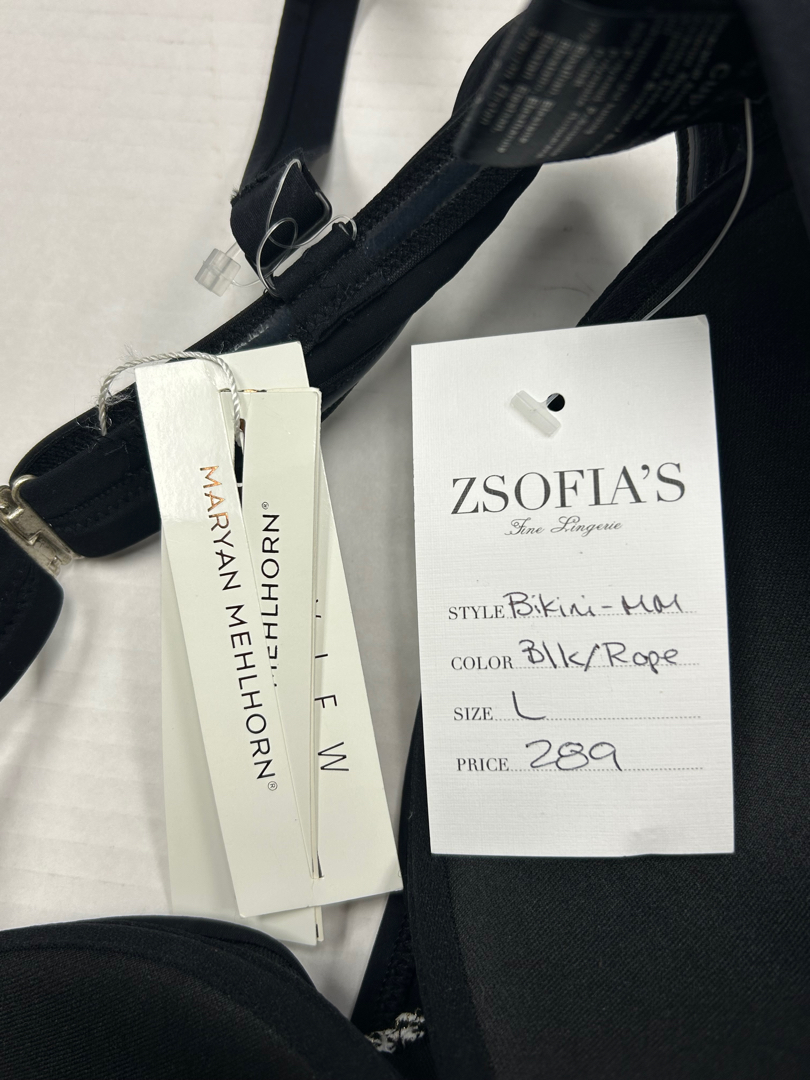 MARYAN MEHLHORN®
MEHLHORN®
V I E W
ZSOFIA'S
Fine Lingerie
STYLE Bikini-MM
COLOR Blk/Rope
SIZE L
PRICE 289